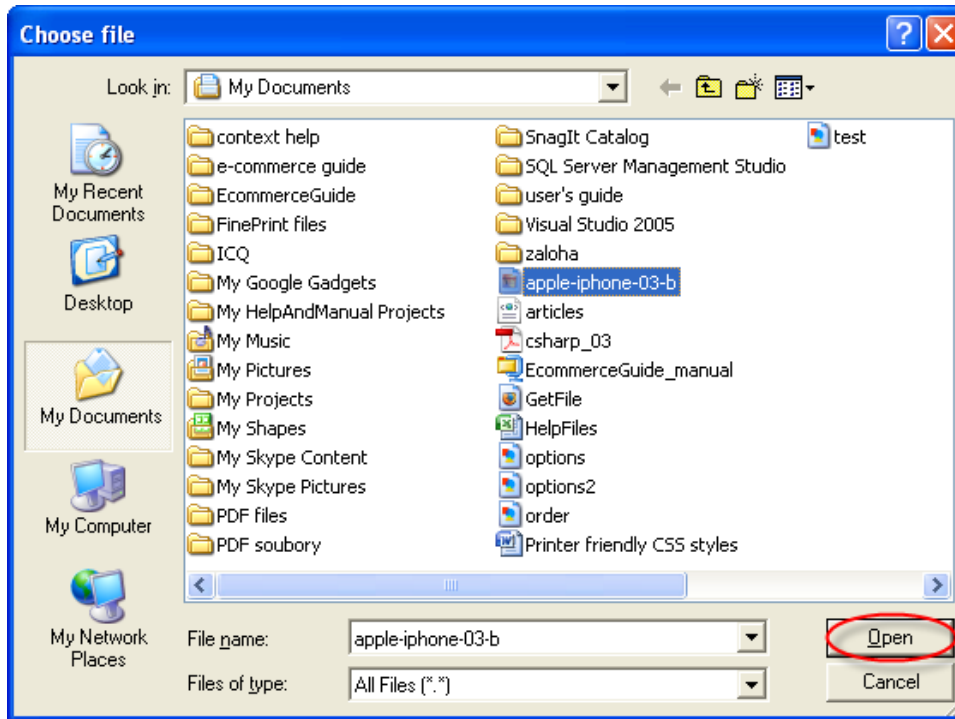 Choose file
Look in:
My Documents
My Recent
Documents
Desktop
My Documents
My Computer
My Network
Places
context help
e-commerce guide
EcommerceGuide
FinePrint files
ICQ
My Google Gadgets
My HelpAndManual Projects
My Music
My Pictures
My Projects
My Shapes
My Skype Content
My Skype Pictures
PDF files
PDF soubory
SnagIt Catalog
SQL Server Management Studio
user's guide
Visual Studio 2005
zaloha
apple-iphone-03-b
articles
csharp_03
EcommerceGuide_manual
GetFile
HelpFiles
options
options2
order
Printer friendly CSS styles
test
File name:
apple-iphone-03-b
Open
Files of type:
All Files (*.*)
Cancel